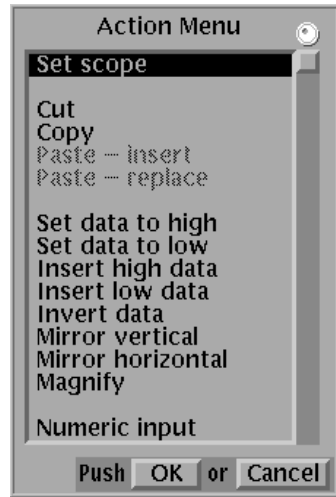 Action Menu
Set scope
Cut
Copy
Paste – insert
Paste – replace
Set data to high
Set data to low
Insert high data
Insert low data
Invert data
Mirror vertical
Mirror horizontal
Magnify
Numeric input
Push OK or Cancel